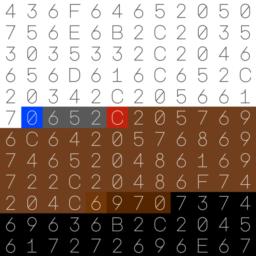 4 3 6 F 6 4 6 5 2 0 5 0
7 5 6 E 6 B 2 C 2 0 3 5
3 0 3 5 3 3 2 C 2 0 4 6
6 5 6 D 6 1 6 C 6 5 2 C
2 0 3 4 2 C 2 0 5 6 6 1
7 0 6 5 2 C 2 0 5 7 6 9
6 C 6 4 2 0 5 7 6 8 6 9
7 4 6 5 2 0 4 8 6 1 6 9
7 2 2 C 2 0 4 8 6 F 7 4
2 0 4 C 6 9 7 0 7 3 7 4
6 9 6 3 6 B 2 C 2 0 4 5
6 1 7 2 7 2 6 9 6 E 6 7